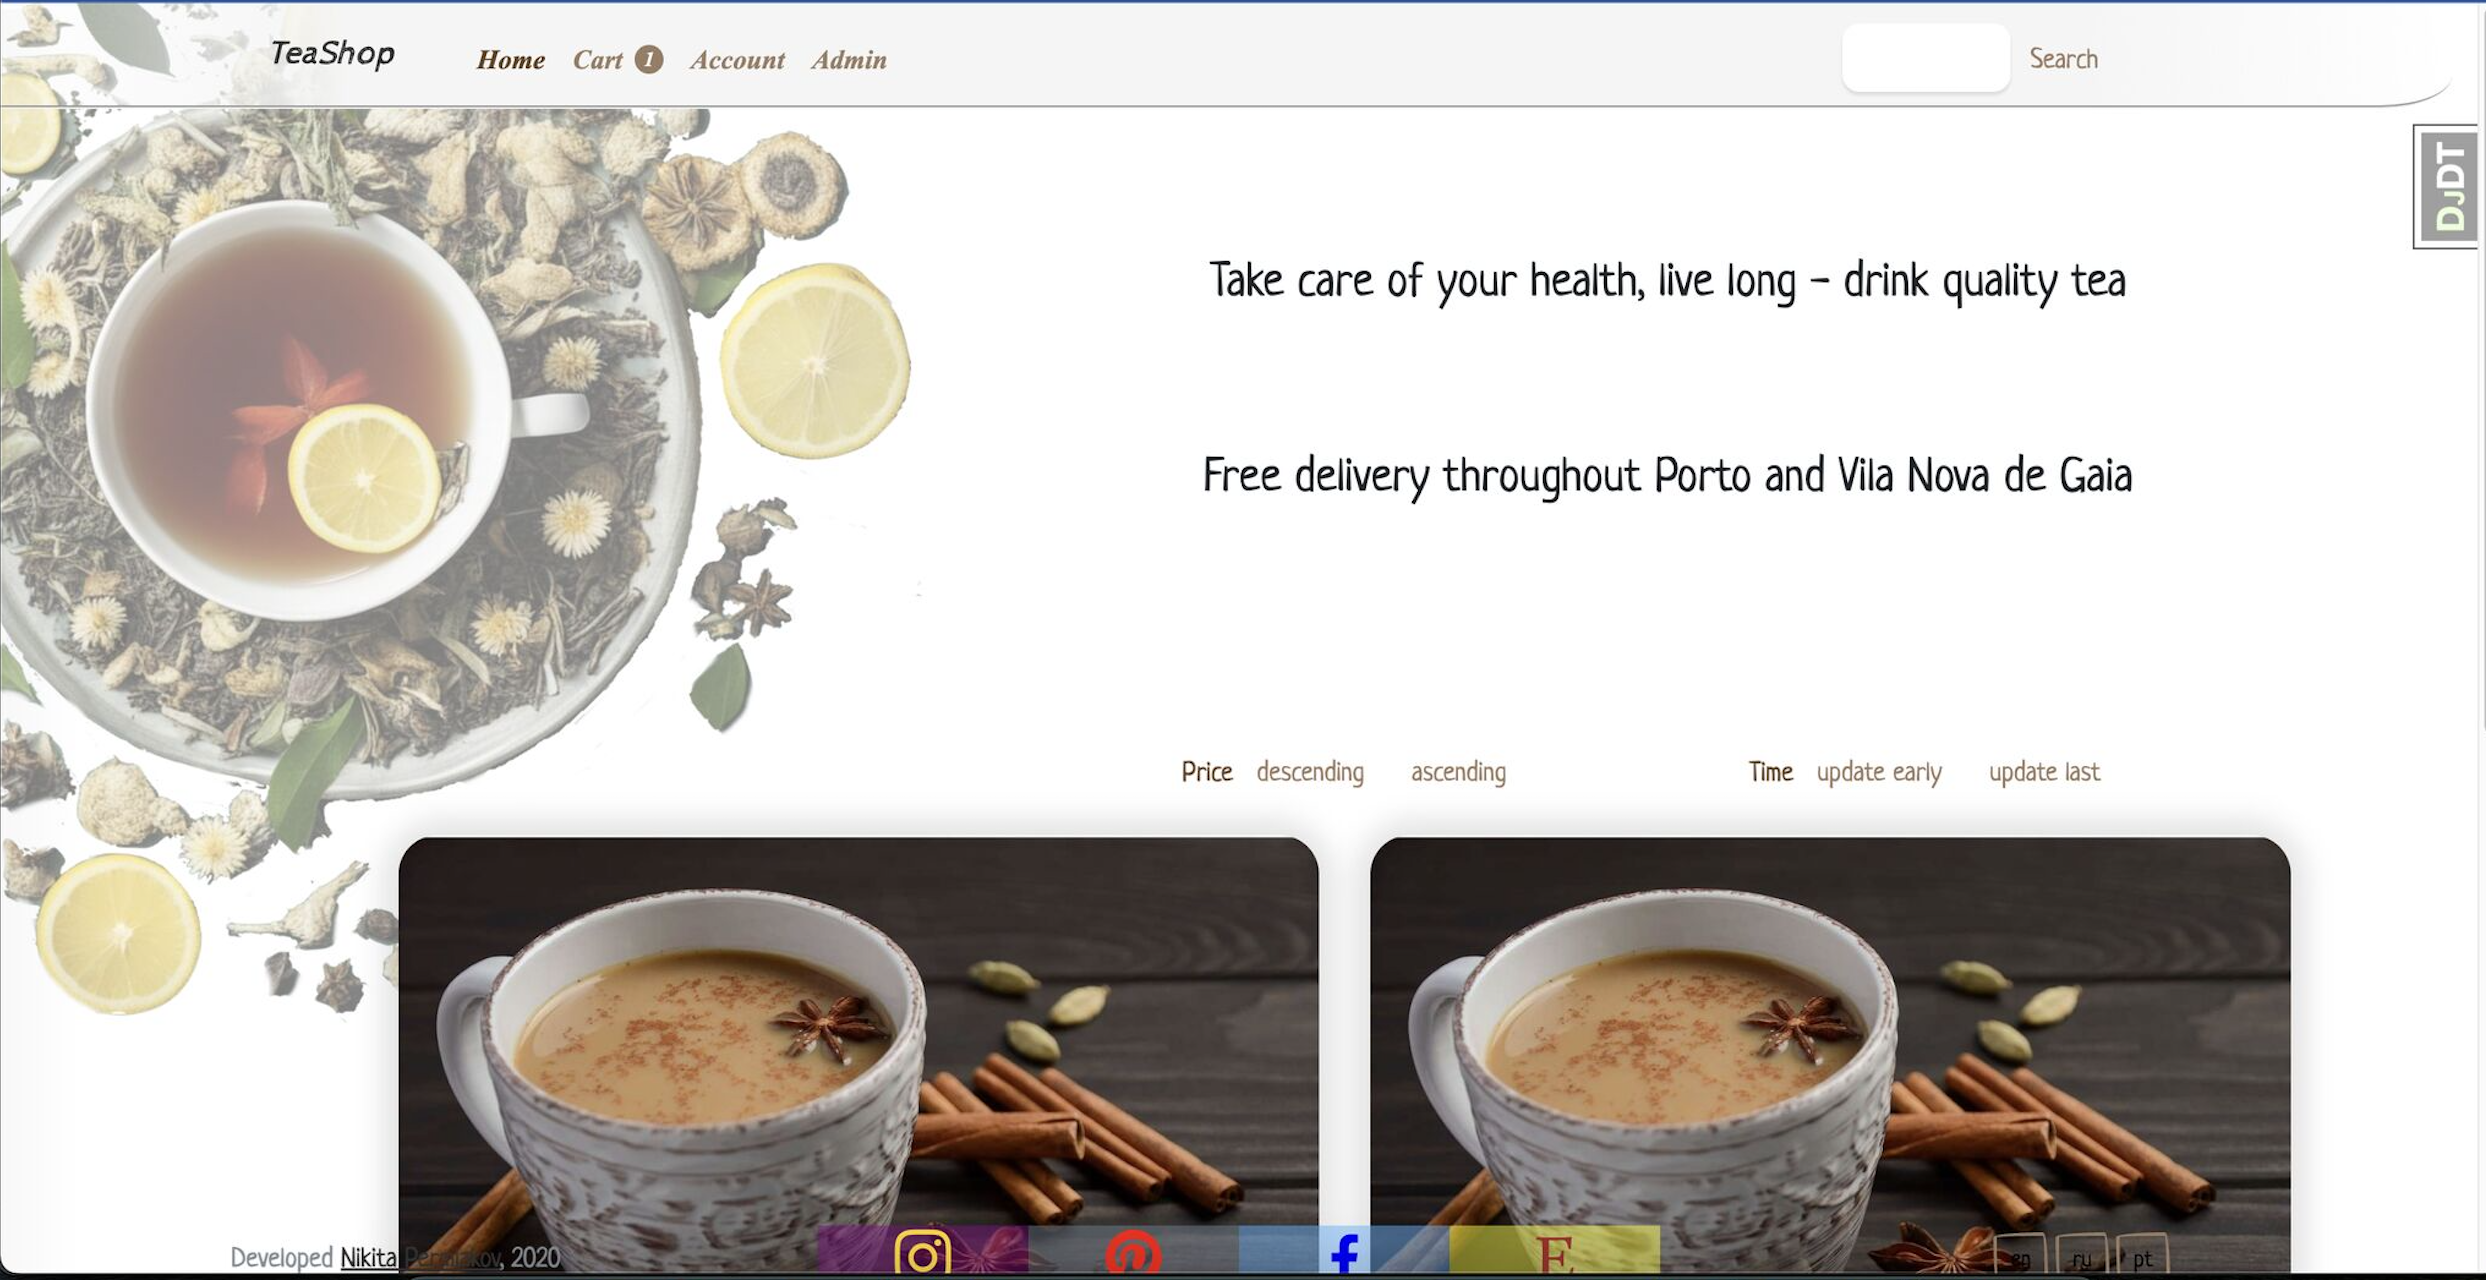 TeaShop Home Cart 1 Account Admin Search
DJDT
Take care of your health, live long - drink quality tea
Free delivery throughout Porto and Vila Nova de Gaia
Price descending ascending Time update early update last
Developed Nikita Permiakov, 2020 E en ru pt